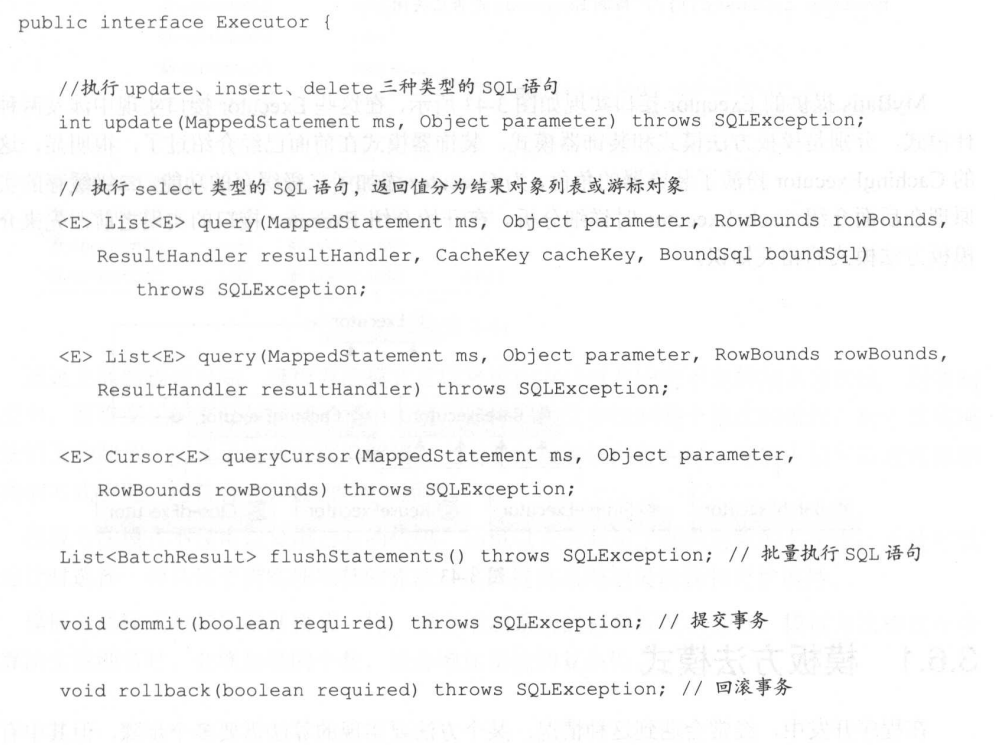 public interface Executor {
//执行 update、insert、delete 三种类型的 SQL 语句
int update(MappedStatement ms, Object parameter) throws SQLException;
// 执行 select 类型的 SQL 语句，返回值分为结果对象列表或游标对象
<E> List<E> query(MappedStatement ms, Object parameter, RowBounds rowBounds,
ResultHandler resultHandler, CacheKey cacheKey, BoundSql boundSql)
throws SQLException;
<E> List<E> query(MappedStatement ms, Object parameter, RowBounds rowBounds,
ResultHandler resultHandler) throws SQLException;
<E> Cursor<E> queryCursor(MappedStatement ms, Object parameter,
RowBounds rowBounds) throws SQLException;
List<BatchResult> flushStatements() throws SQLException; // 批量执行 SQL 语句
void commit(boolean required) throws SQLException; // 提交事务
void rollback(boolean required) throws SQLException; // 回滚事务